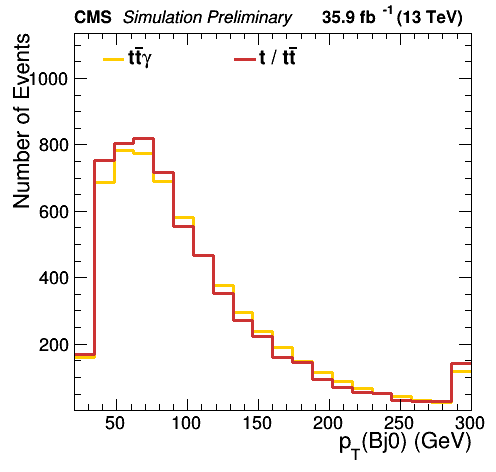 CMS Simulation Preliminary 35.9 fb⁻¹ (13 TeV)
tt̄γ t / tt̄
Number of Events
1000
800
600
400
200
50 100 150 200 250 300
p_T(Bj0) (GeV)